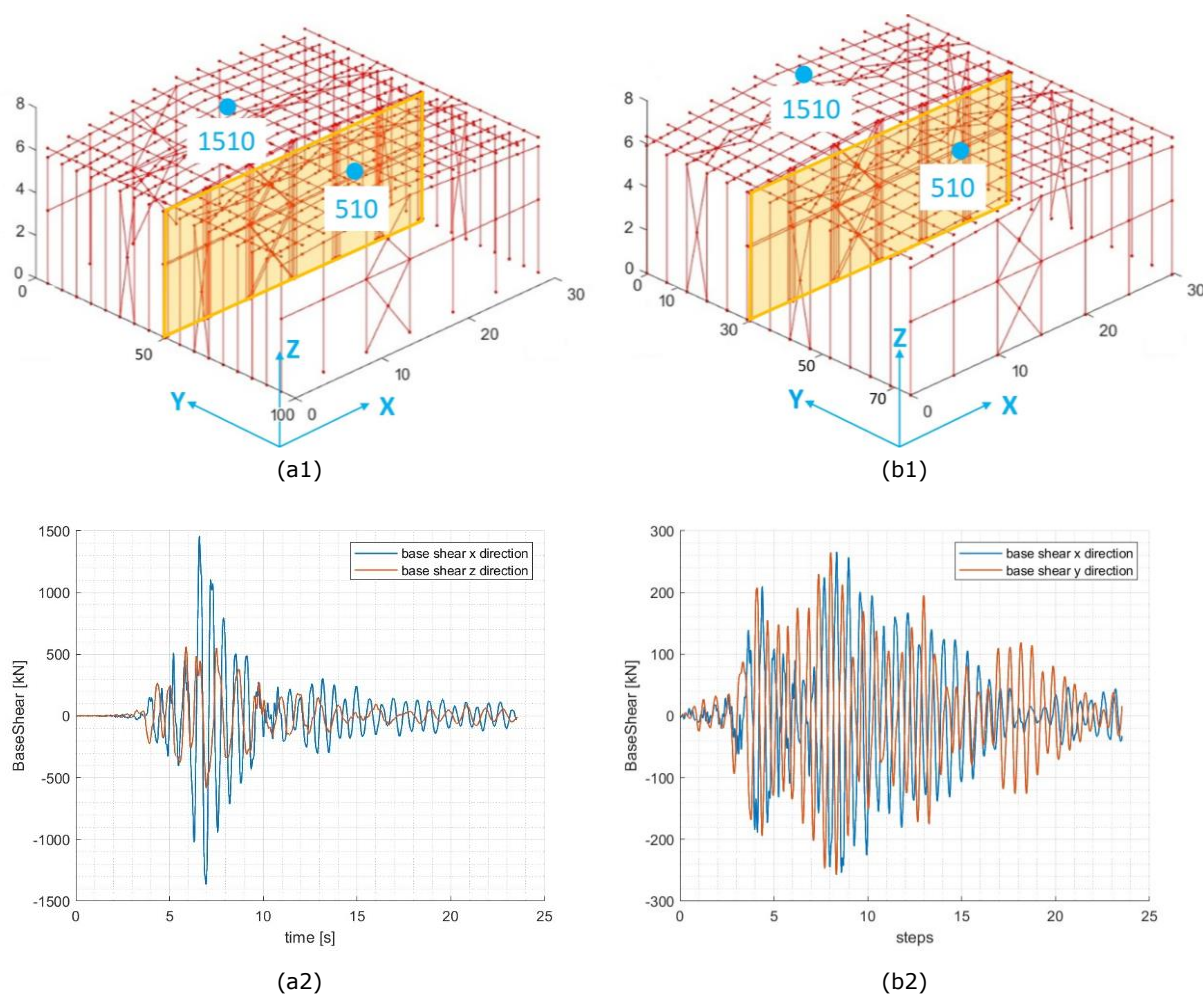 8
6
4
2
0
0
50
100
0
10
20
30
1510
510
Z
Y
X
(a1)
8
6
4
2
0
0
10
30
50
70
0
10
20
30
1510
510
Z
Y
X
(b1)
1500
1000
500
0
-500
-1000
-1500
BaseShear [kN]
base shear x direction
base shear z direction
0 5 10 15 20 25
time [s]
(a2)
300
200
100
0
-100
-200
-300
BaseShear [kN]
base shear x direction
base shear y direction
0 5 10 15 20 25
steps
(b2)